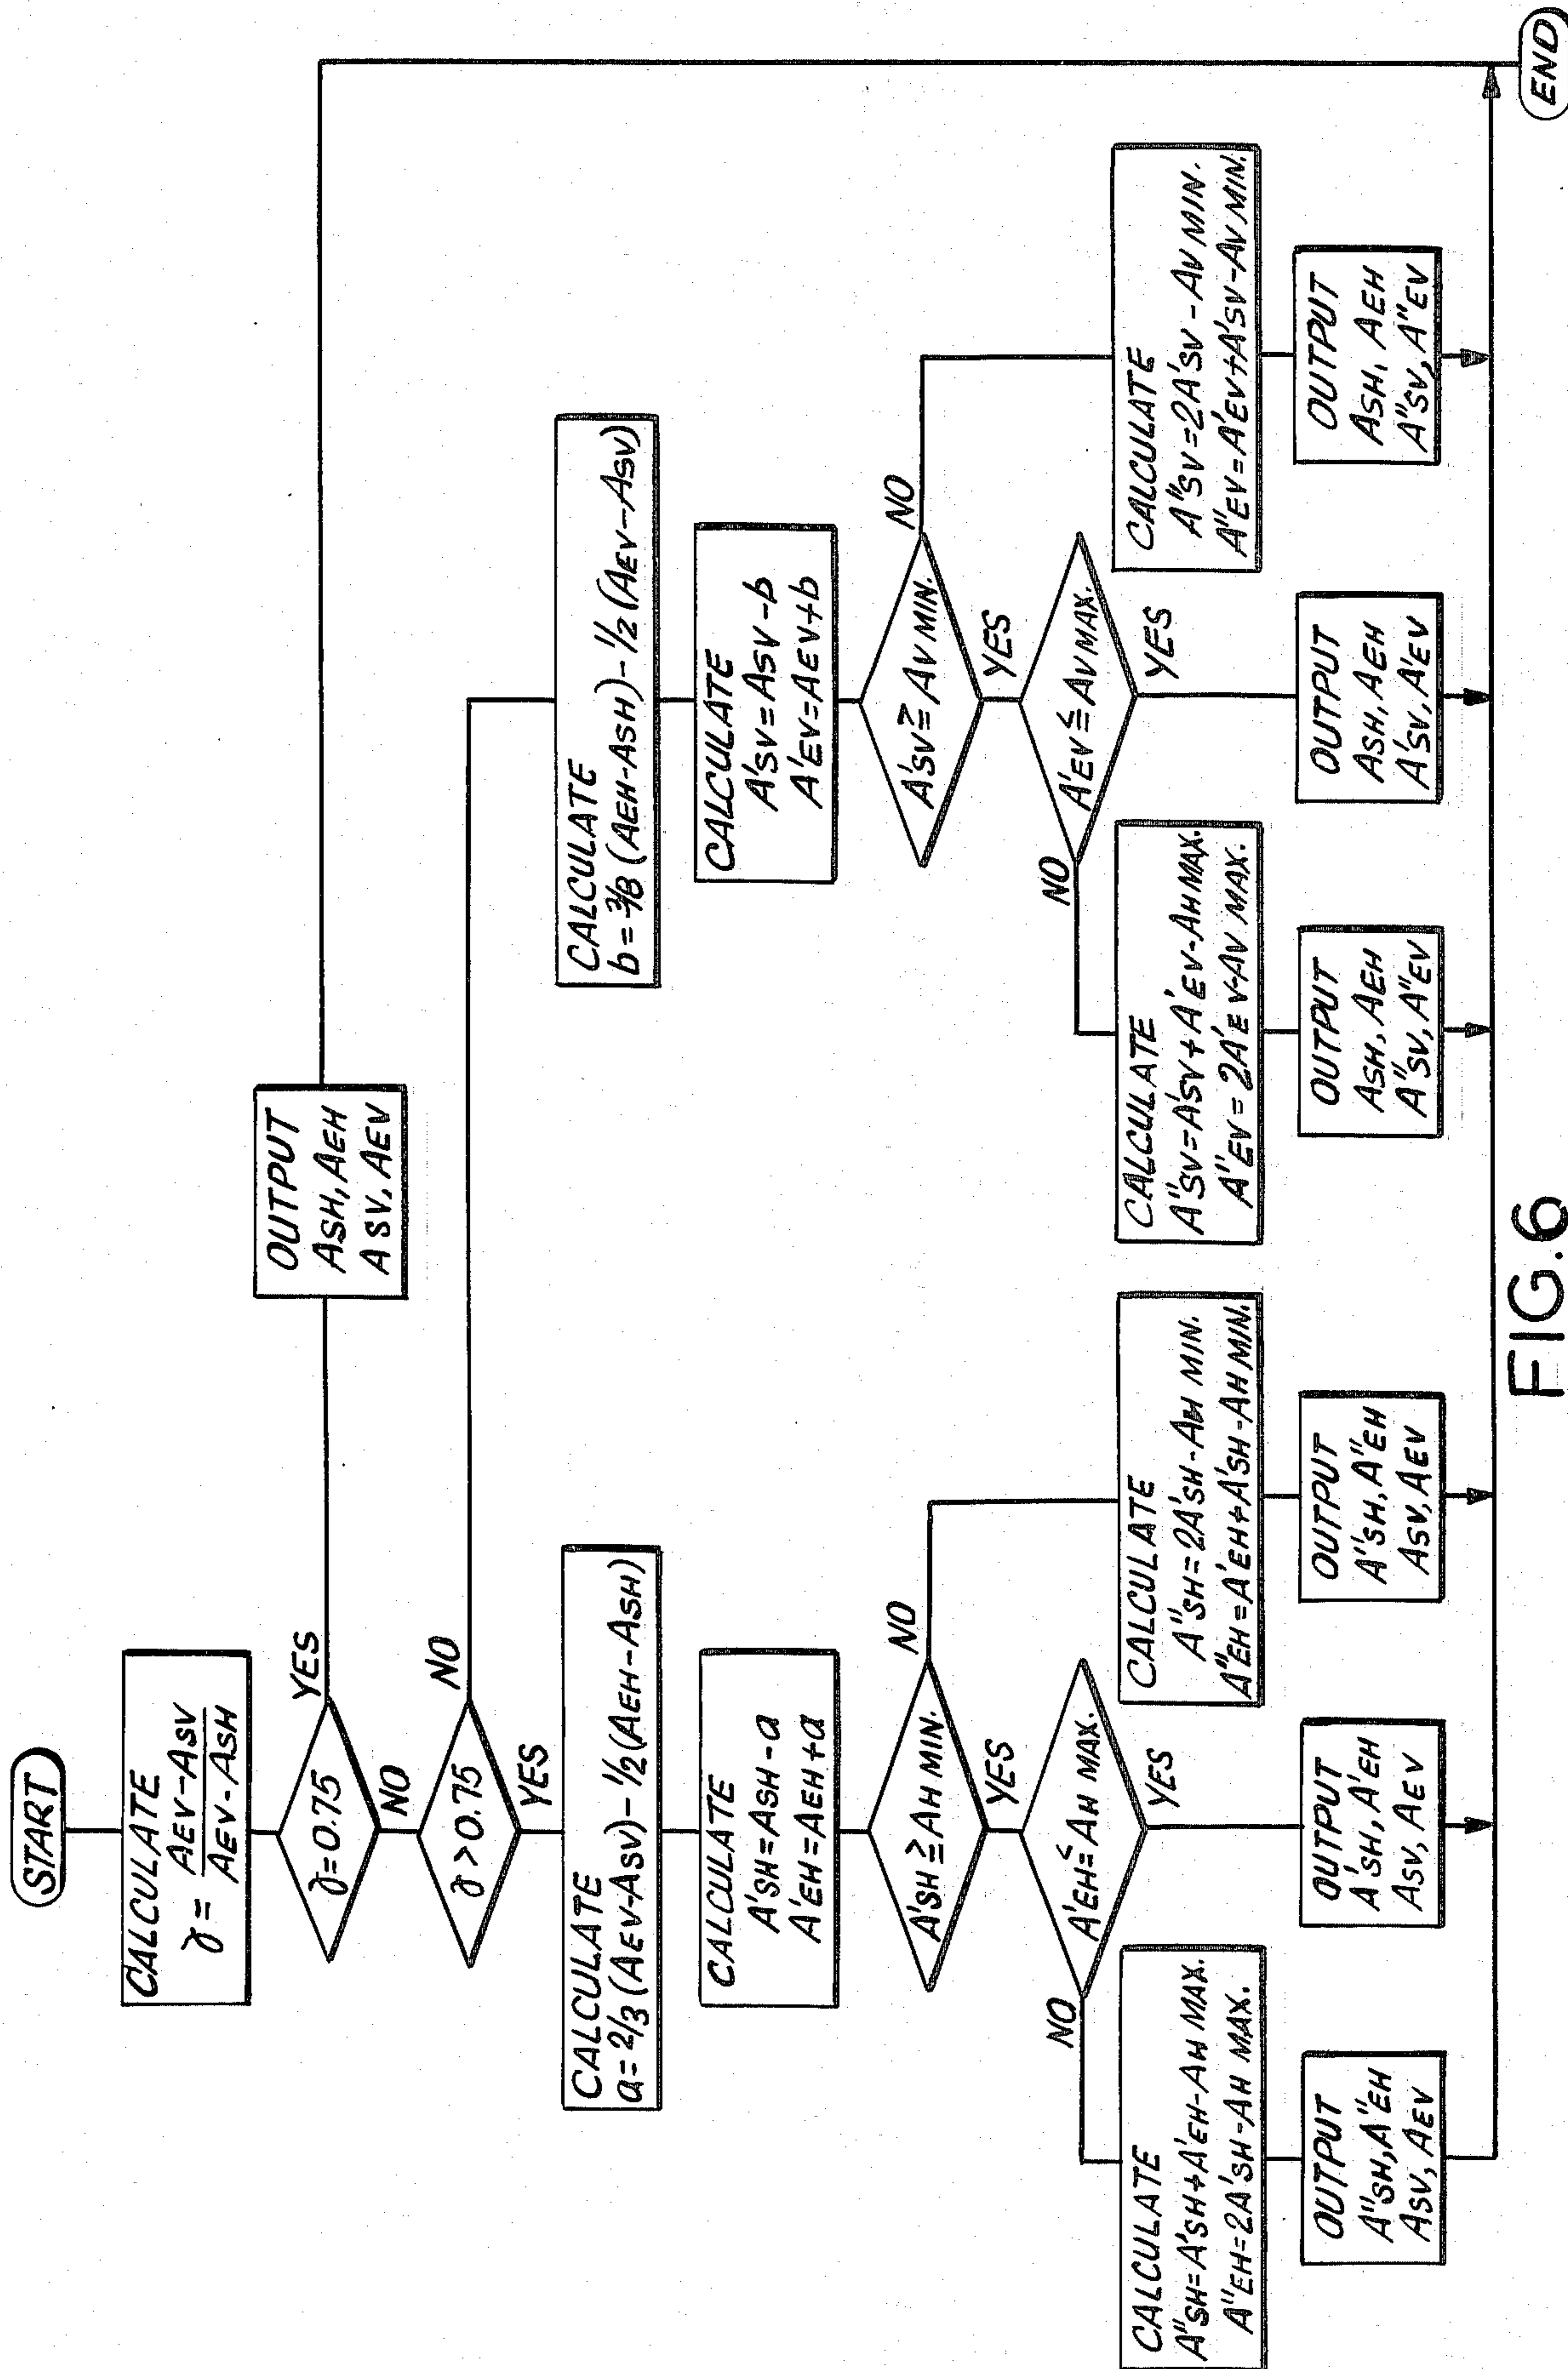 START
CALCULATE
γ = AEV-ASV
AEV-ASH
γ=0.75
YES
OUTPUT
ASH, AEH
ASV, AEV
NO
γ>0.75
NO
YES
CALCULATE
a=2/3(AEV-ASV)-1/2(AEH-ASH)
CALCULATE
A'SH=ASH-a
A'EH=AEH+a
A'SH≧AH MIN.
NO
YES
A'EH≦AH MAX.
NO
YES
CALCULATE
A"SH=A'SH+A'EH-AH MAX.
A"EH=2A'SH-AH MAX.
OUTPUT
A"SH, A"EH
ASV, AEV
OUTPUT
A'SH, A'EH
ASV, AEV
CALCULATE
A"SH=2A'SH-AH MIN.
A"EH=A'EH+A'SH-AH MIN.
OUTPUT
A"SH, A"EH
ASV, AEV
CALCULATE
b=3/8(AEH-ASH)-1/2(AEV-ASV)
CALCULATE
A'SV=ASV-b
A'EV=AEV+b
A'SV≧AV MIN.
NO
YES
A'EV≦AV MAX.
NO
YES
CALCULATE
A"SV=A'SV+A'EV-AH MAX.
A"EV=2A'EV-AV MAX.
OUTPUT
ASH, AEH
A"SV, A"EV
OUTPUT
ASH, AEH
A'SV, A'EV
CALCULATE
A"SV=2A'SV-AV MIN.
A"EV=A'EV+A'SV-AV MIN.
OUTPUT
ASH, AEH
A"SV, A"EV
END
FIG.6